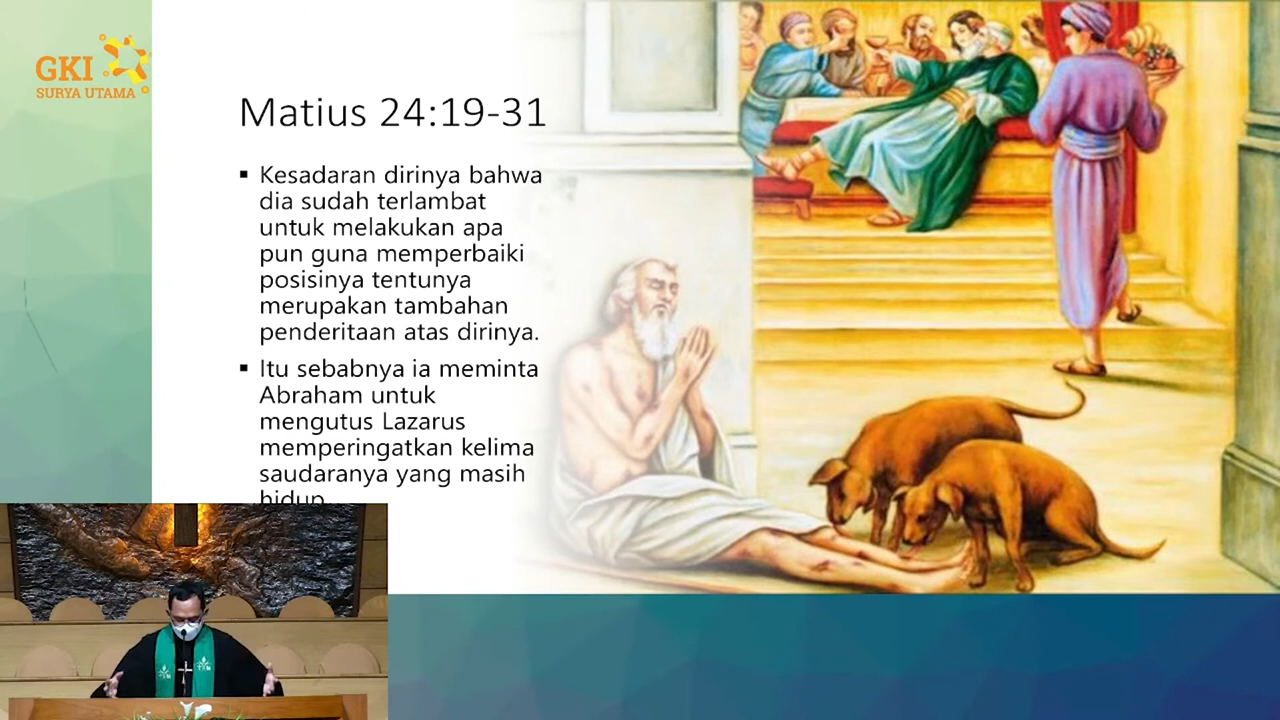 GKI
SURYA UTAMA
Matius 24:19-31
▪ Kesadaran dirinya bahwa
dia sudah terlambat
untuk melakukan apa
pun guna memperbaiki
posisinya tentunya
merupakan tambahan
penderitaan atas dirinya.
▪ Itu sebabnya ia meminta
Abraham untuk
mengutus Lazarus
memperingatkan kelima
saudaranya yang masih
hidup